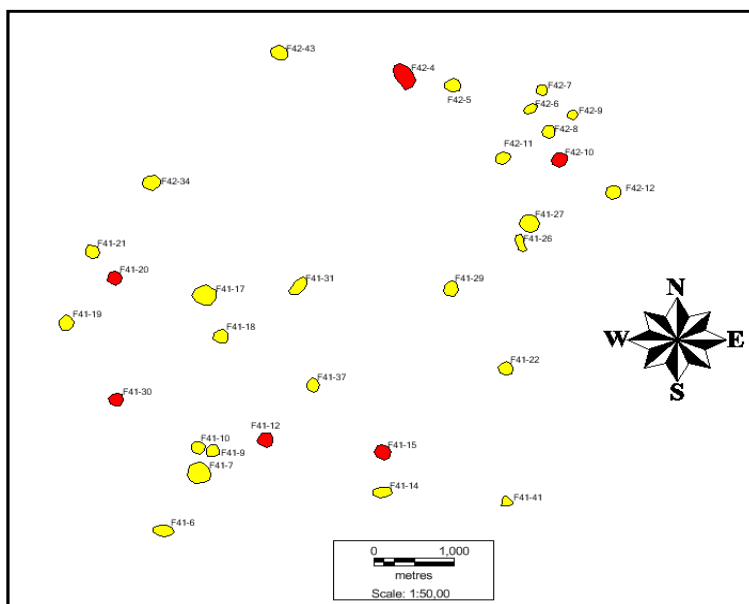 F42-43
F42-4
F42-5
F42-7
F42-6
F42-9
F42-8
F42-11
F42-10
F42-34
F42-12
F41-27
F41-26
F41-21
F41-20
F41-31
F41-17
F41-29
F41-19
F41-18
F41-22
F41-37
F41-30
F41-12
F41-10
F41-9
F41-15
F41-7
F41-14
F41-41
F41-6
N
W E
S
0 1,000
metres
Scale: 1:50,00